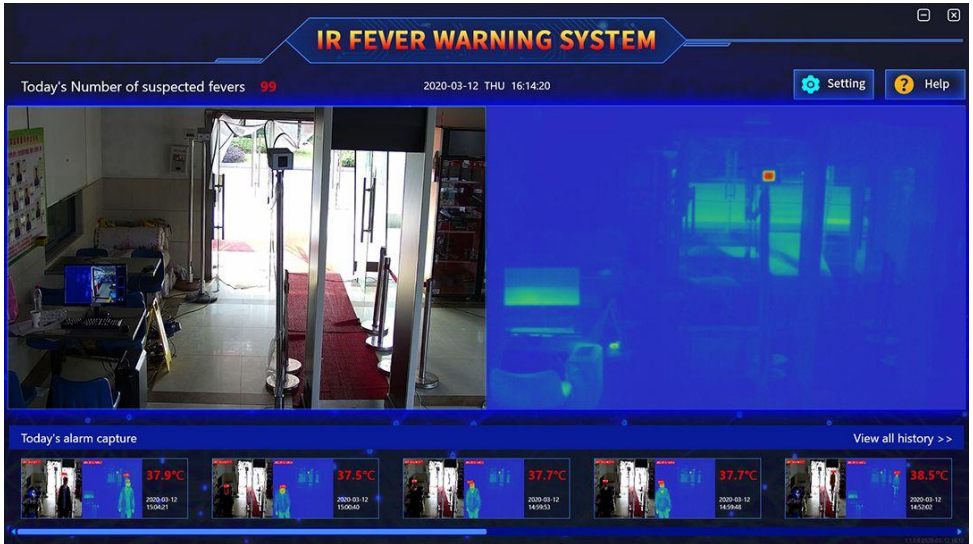 IR FEVER WARNING SYSTEM
Today's Number of suspected fevers 99
2020-03-12 THU 16:14:20
Setting
Help
Today's alarm capture
View all history >>
37.9°C
2020-03-12
15:04:21
37.5°C
2020-03-12
15:00:40
37.7°C
2020-03-12
14:59:53
37.7°C
2020-03-12
14:59:48
38.5°C
2020-03-12
14:52:02